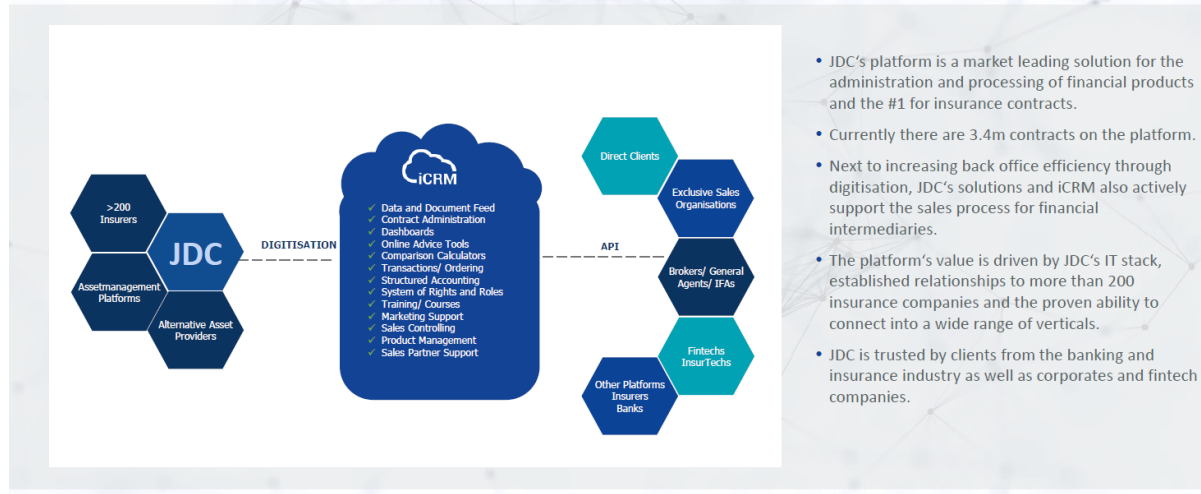 >200
Insurers
JDC
Assetmanagement
Platforms
Alternative Asset
Providers
DIGITISATION
iCRM
✓ Data and Document Feed
✓ Contract Administration
✓ Dashboards
✓ Online Advice Tools
✓ Comparison Calculators
✓ Transactions/ Ordering
✓ Structured Accounting
✓ System of Rights and Roles
✓ Training/ Courses
✓ Marketing Support
✓ Sales Controlling
✓ Product Management
✓ Sales Partner Support
API
Direct Clients
Exclusive Sales
Organisations
Brokers/ General
Agents/ IFAs
Fintechs
InsurTechs
Other Platforms
Insurers
Banks
• JDC‘s platform is a market leading solution for the
administration and processing of financial products
and the #1 for insurance contracts.
• Currently there are 3.4m contracts on the platform.
• Next to increasing back office efficiency through
digitisation, JDC‘s solutions and iCRM also actively
support the sales process for financial
intermediaries.
• The platform‘s value is driven by JDC‘s IT stack,
established relationships to more than 200
insurance companies and the proven ability to
connect into a wide range of verticals.
• JDC is trusted by clients from the banking and
insurance industry as well as corporates and fintech
companies.